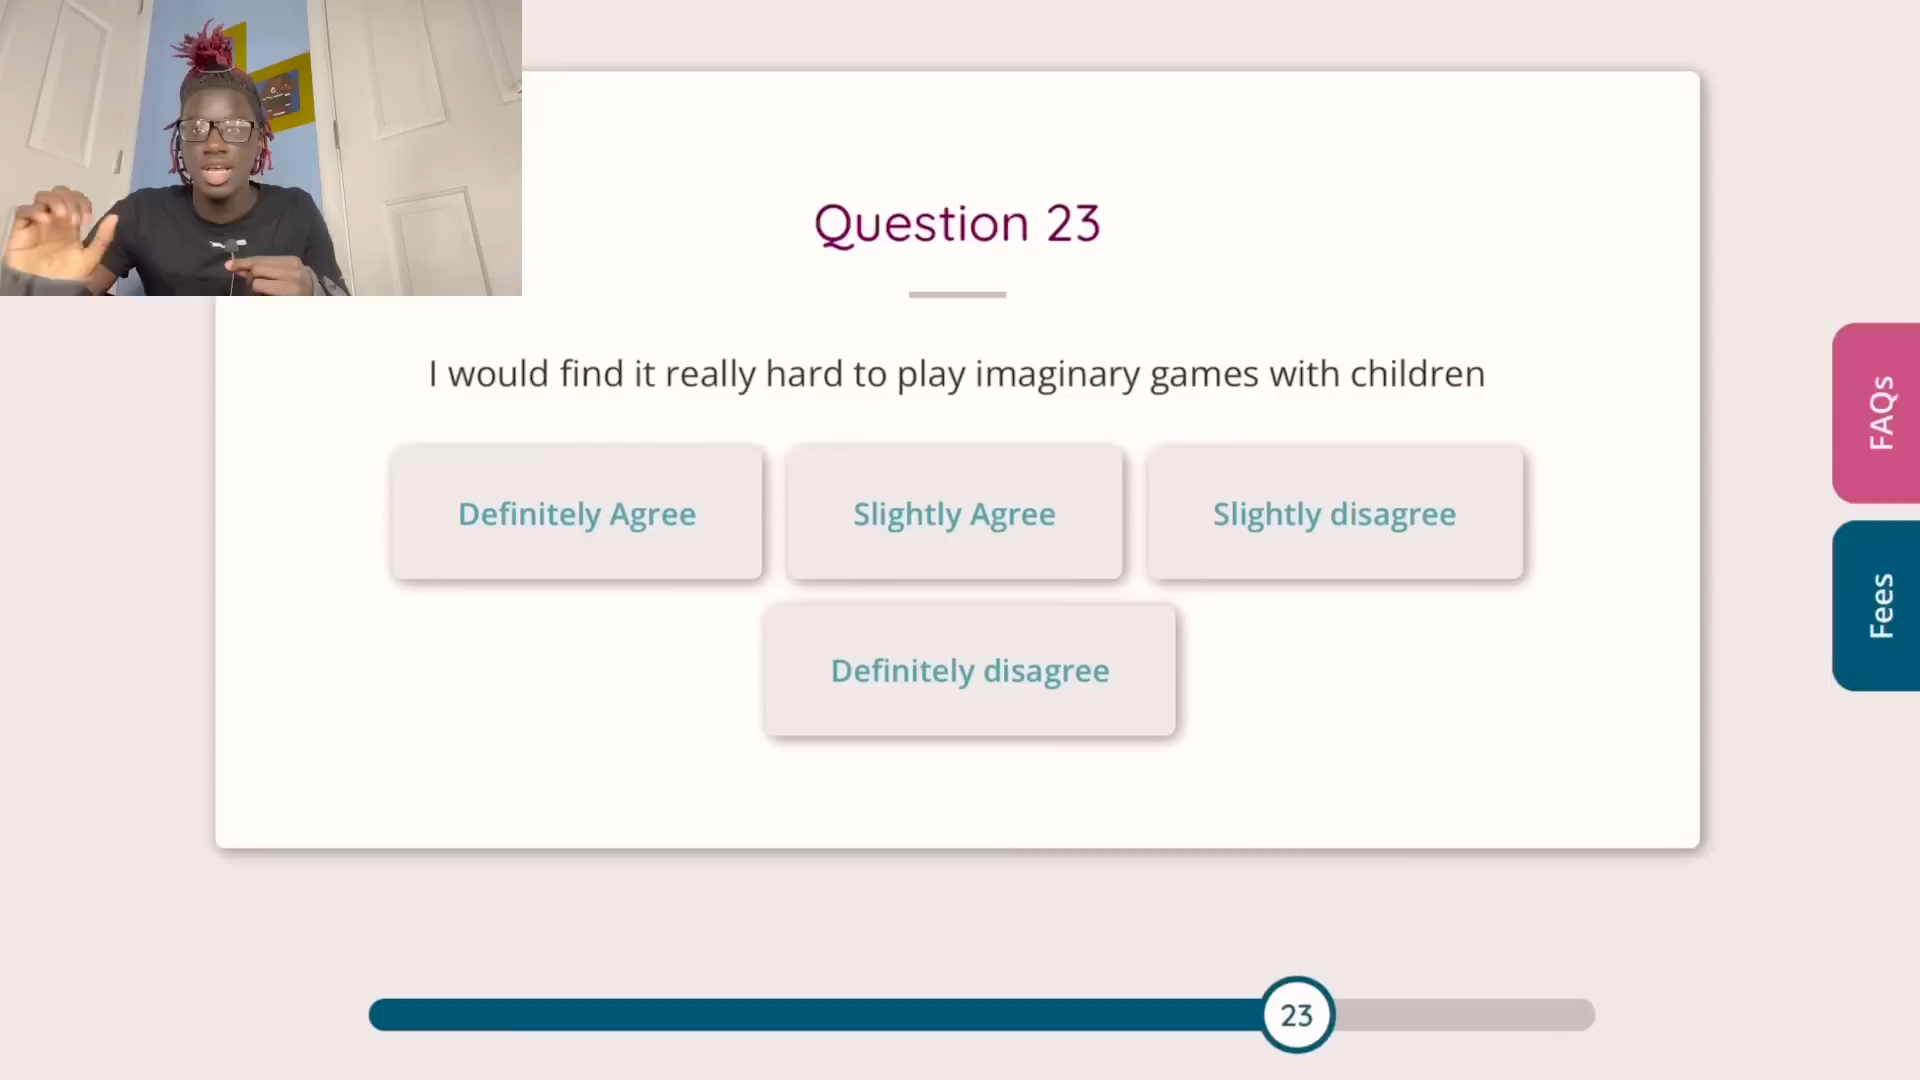 Question 23
I would find it really hard to play imaginary games with children
Definitely Agree
Slightly Agree
Slightly disagree
Definitely disagree
FAQs
Fees
23